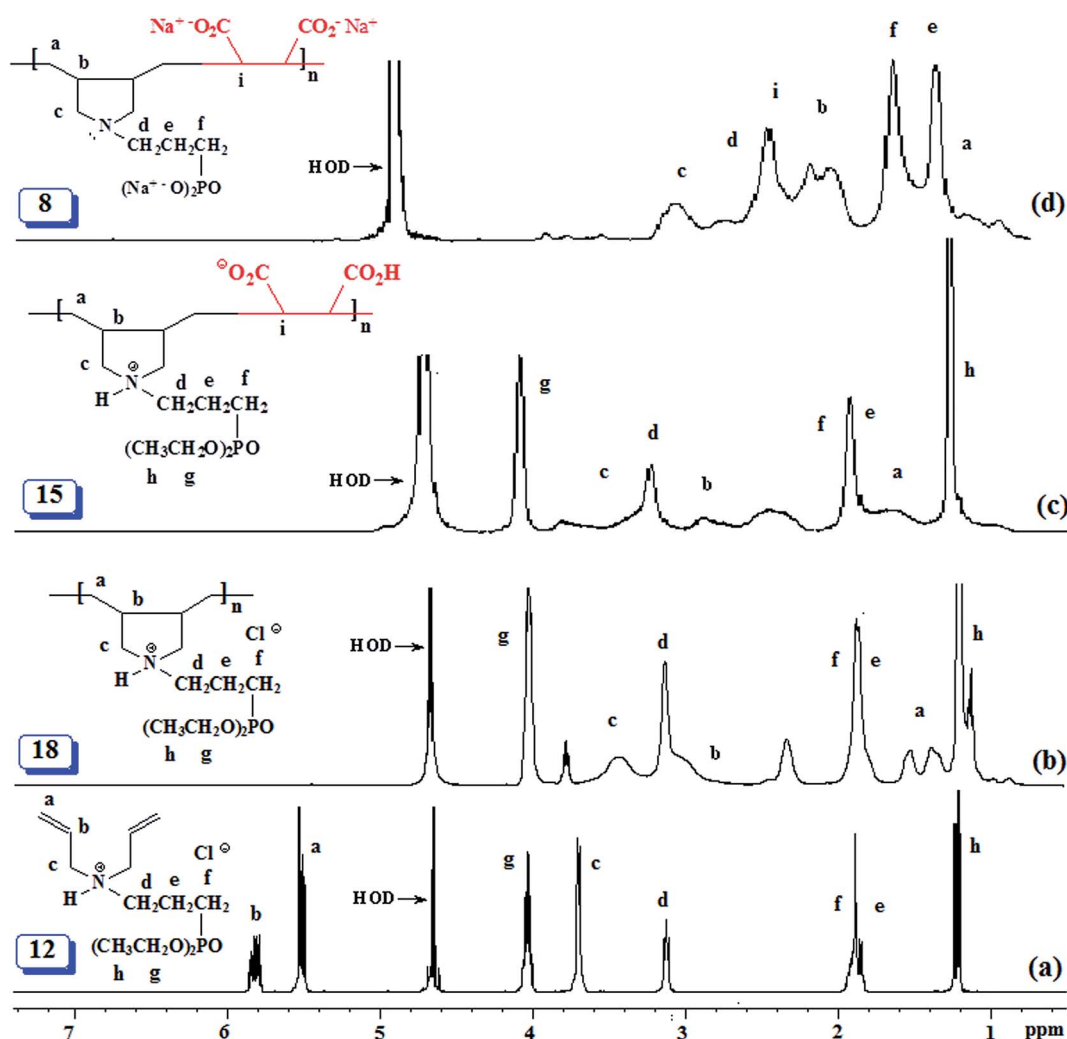 Na⁺⁻O₂C CO₂⁻Na⁺
a
b
[ ]n
i
c
N
d e f
CH₂CH₂CH₂
(Na⁺⁻O)₂PO
8
HOD
c d i b f e a
(d)
⊖O₂C CO₂H
a
b
[ ]n
i
c
⊕
H N
d e f
CH₂CH₂CH₂
(CH₃CH₂O)₂PO
h g
15
HOD
g c d b f e a h
(c)
a
b
[ ]n
Cl⊖
c
⊕
H N
d e f
CH₂CH₂CH₂
(CH₃CH₂O)₂PO
h g
18
HOD
g c d b f e a h
(b)
a
b
Cl⊖
c
⊕
H N
d e f
CH₂CH₂CH₂
(CH₃CH₂O)₂PO
h g
12
b a
HOD
g c d f e h
(a)
7 6 5 4 3 2 1 ppm